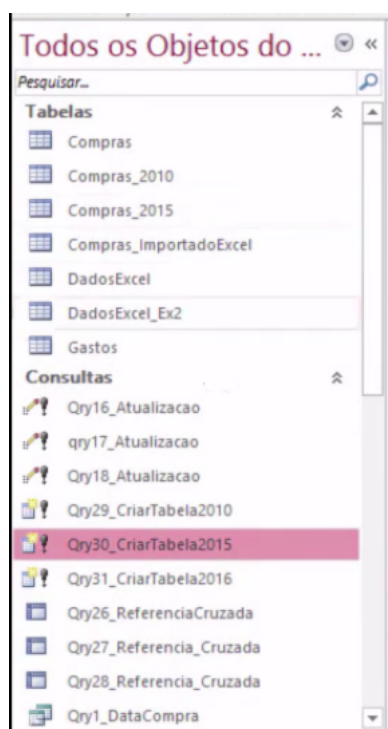 Todos os Objetos do ...
Pesquisar...
Tabelas
Compras
Compras_2010
Compras_2015
Compras_ImportadoExcel
DadosExcel
DadosExcel_Ex2
Gastos
Consultas
Qry16_Atualizacao
qry17_Atualizacao
Qry18_Atualizacao
Qry29_CriarTabela2010
Qry30_CriarTabela2015
Qry31_CriarTabela2016
Qry26_ReferenciaCruzada
Qry27_Referencia_Cruzada
Qry28_Referencia_Cruzada
Qry1_DataCompra